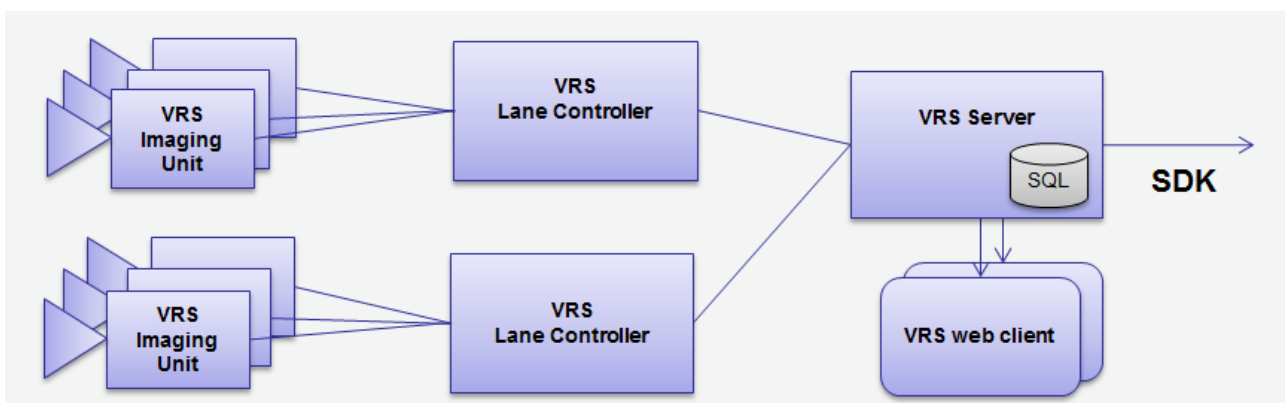 VRS
Imaging
Unit
VRS
Lane Controller
VRS Server
SQL
SDK
VRS
Imaging
Unit
VRS
Lane Controller
VRS web client